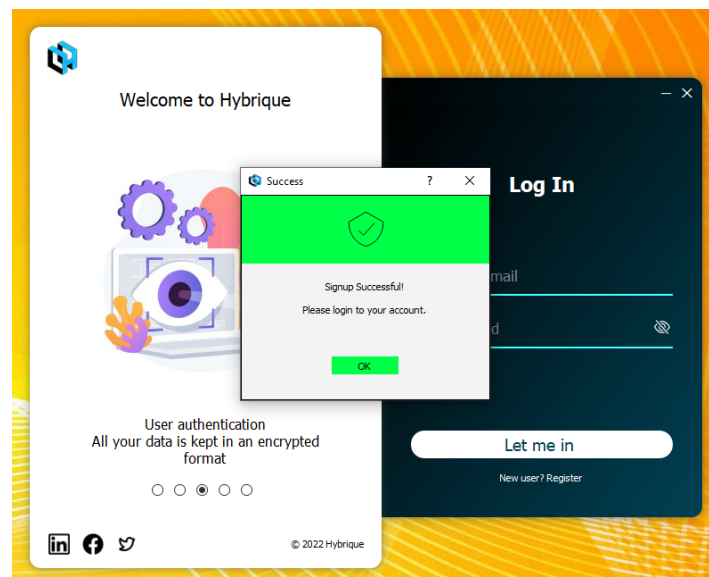 Welcome to Hybrique
Success
Signup Successful!
Please login to your account.
OK
User authentication
All your data is kept in an encrypted
format
© 2022 Hybrique
Log In
Let me in
New user? Register